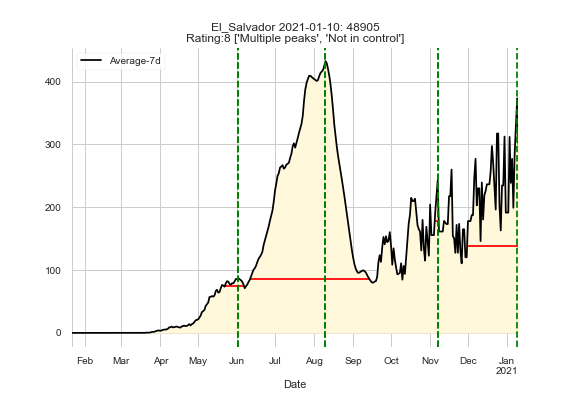 El_Salvador 2021-01-10: 48905
Rating:8 ['Multiple peaks', 'Not in control']
Average-7d
400
300
200
100
0
Feb Mar Apr May Jun Jul Aug Sep Oct Nov Dec Jan
2021
Date